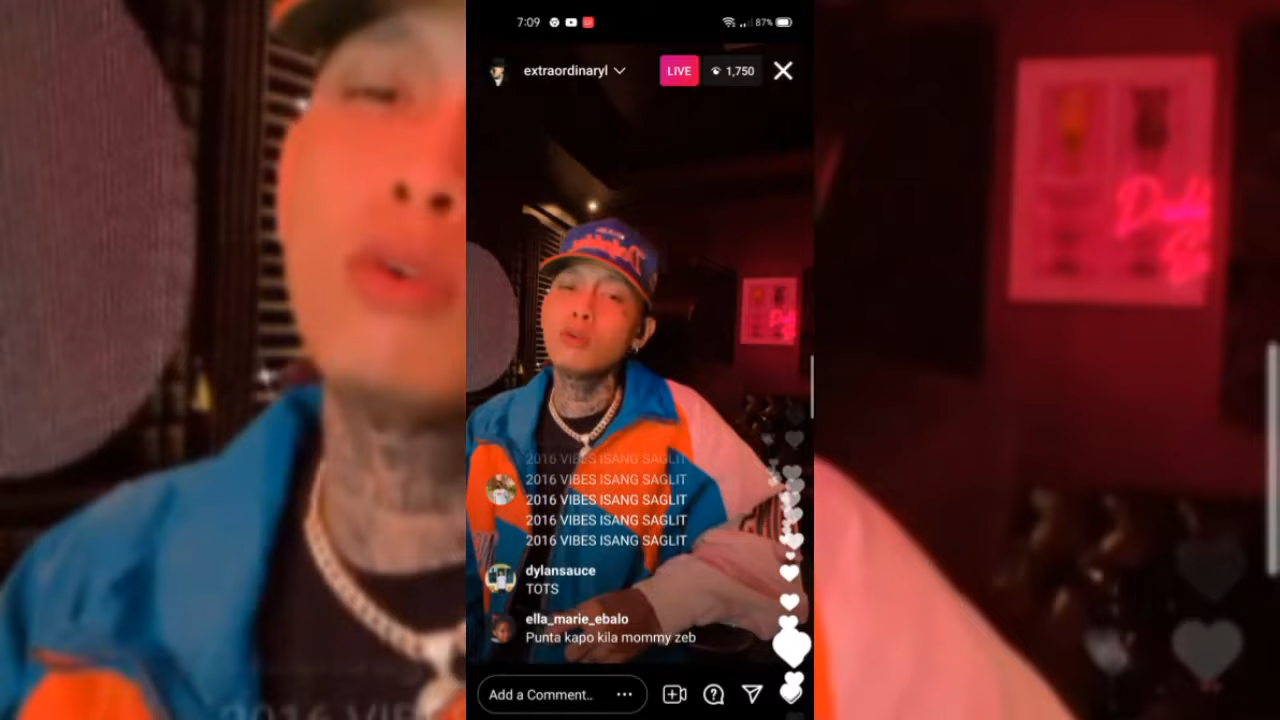 7:09
87%
extraordinaryl
LIVE
1,750
2016 VIBES ISANG SAGLIT
2016 VIBES ISANG SAGLIT
2016 VIBES ISANG SAGLIT
2016 VIBES ISANG SAGLIT
2016 VIBES ISANG SAGLIT
dylansauce
TOTS
ella_marie_ebalo
Punta kapo kila mommy zeb
Add a Comment..